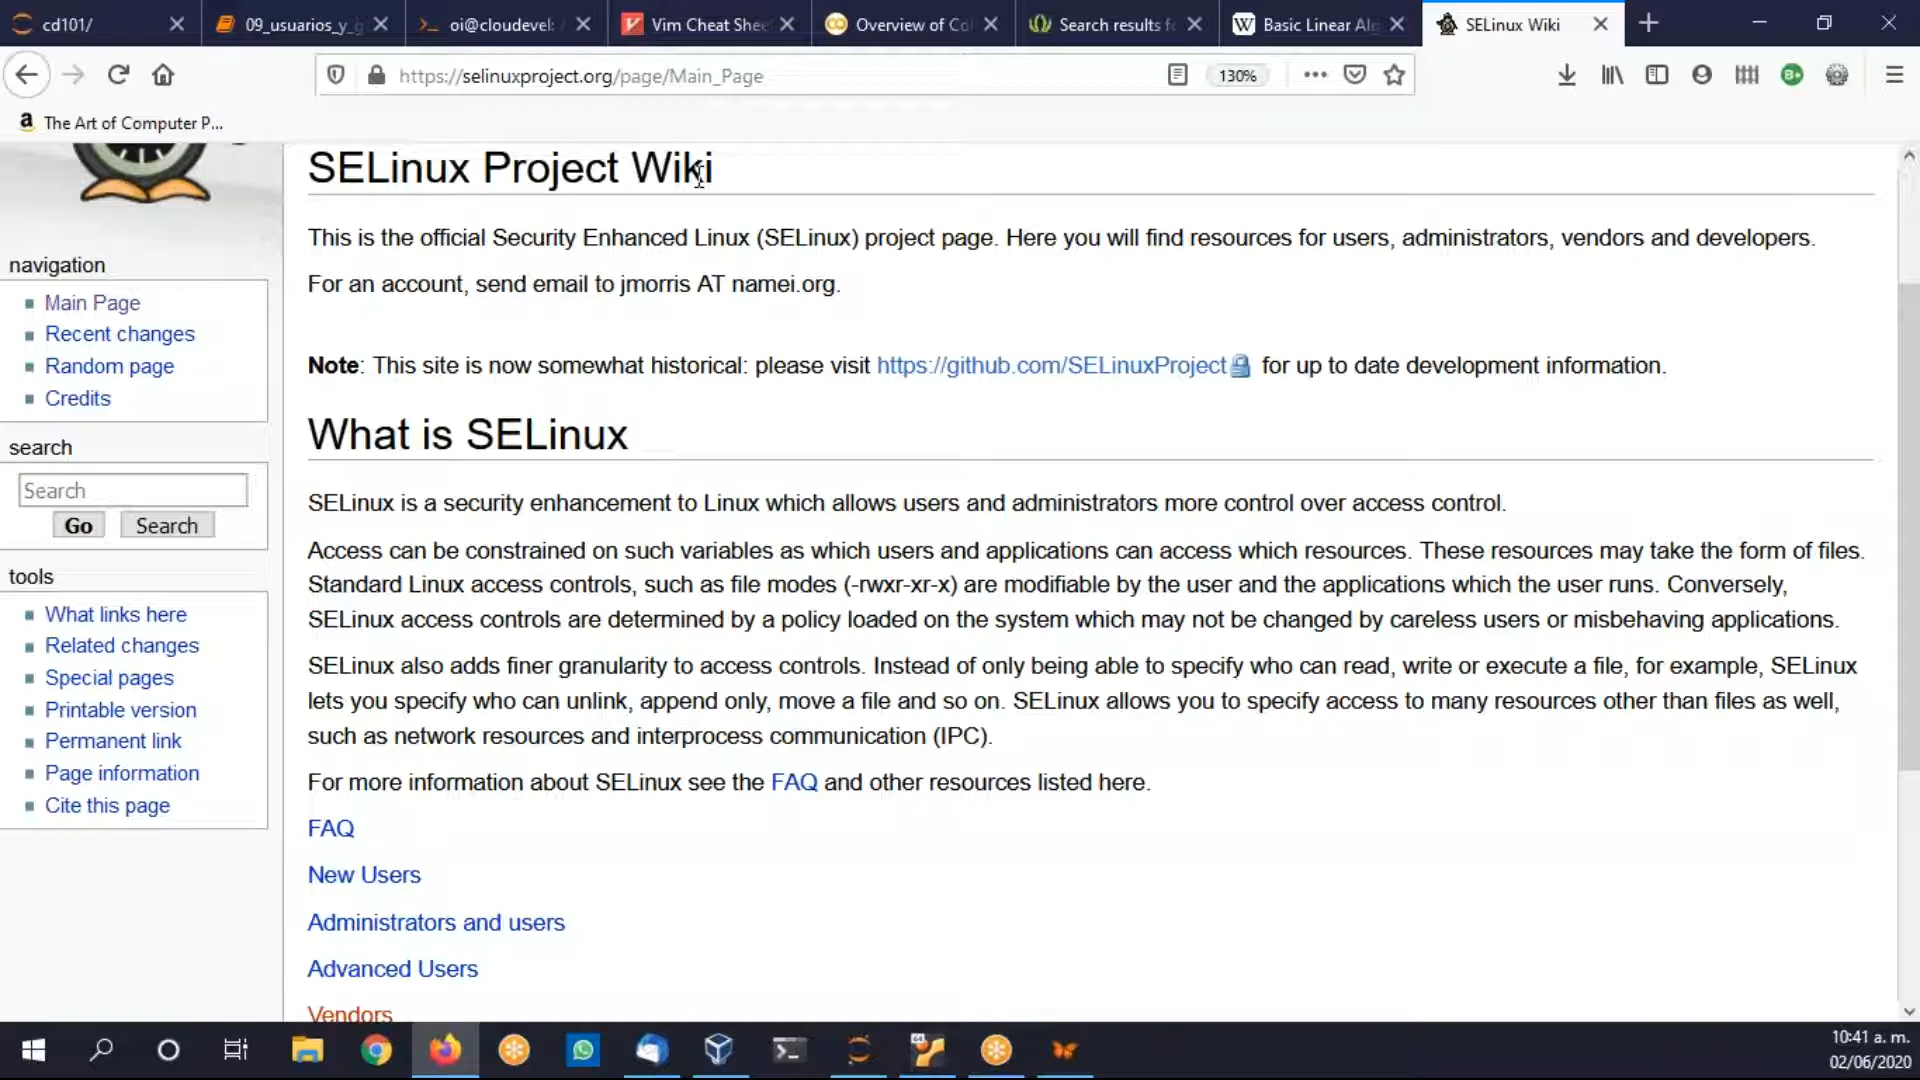 cd101/
09_usuarios_y_g
oi@cloudevel: /
Vim Cheat Shee
Overview of Co
Search results f
Basic Linear Al
SELinux Wiki
https://selinuxproject.org/page/Main_Page
130%
The Art of Computer P...
SELinux Project Wiki
This is the official Security Enhanced Linux (SELinux) project page. Here you will find resources for users, administrators, vendors and developers.
For an account, send email to jmorris AT namei.org.
Note: This site is now somewhat historical: please visit https://github.com/SELinuxProject for up to date development information.
What is SELinux
SELinux is a security enhancement to Linux which allows users and administrators more control over access control.
Access can be constrained on such variables as which users and applications can access which resources. These resources may take the form of files.
Standard Linux access controls, such as file modes (-rwxr-xr-x) are modifiable by the user and the applications which the user runs. Conversely,
SELinux access controls are determined by a policy loaded on the system which may not be changed by careless users or misbehaving applications.
SELinux also adds finer granularity to access controls. Instead of only being able to specify who can read, write or execute a file, for example, SELinux
lets you specify who can unlink, append only, move a file and so on. SELinux allows you to specify access to many resources other than files as well,
such as network resources and interprocess communication (IPC).
For more information about SELinux see the FAQ and other resources listed here.
FAQ
New Users
Administrators and users
Advanced Users
Vendors
navigation
Main Page
Recent changes
Random page
Credits
search
Search
Go Search
tools
What links here
Related changes
Special pages
Printable version
Permanent link
Page information
Cite this page
10:41 a. m.
02/06/2020